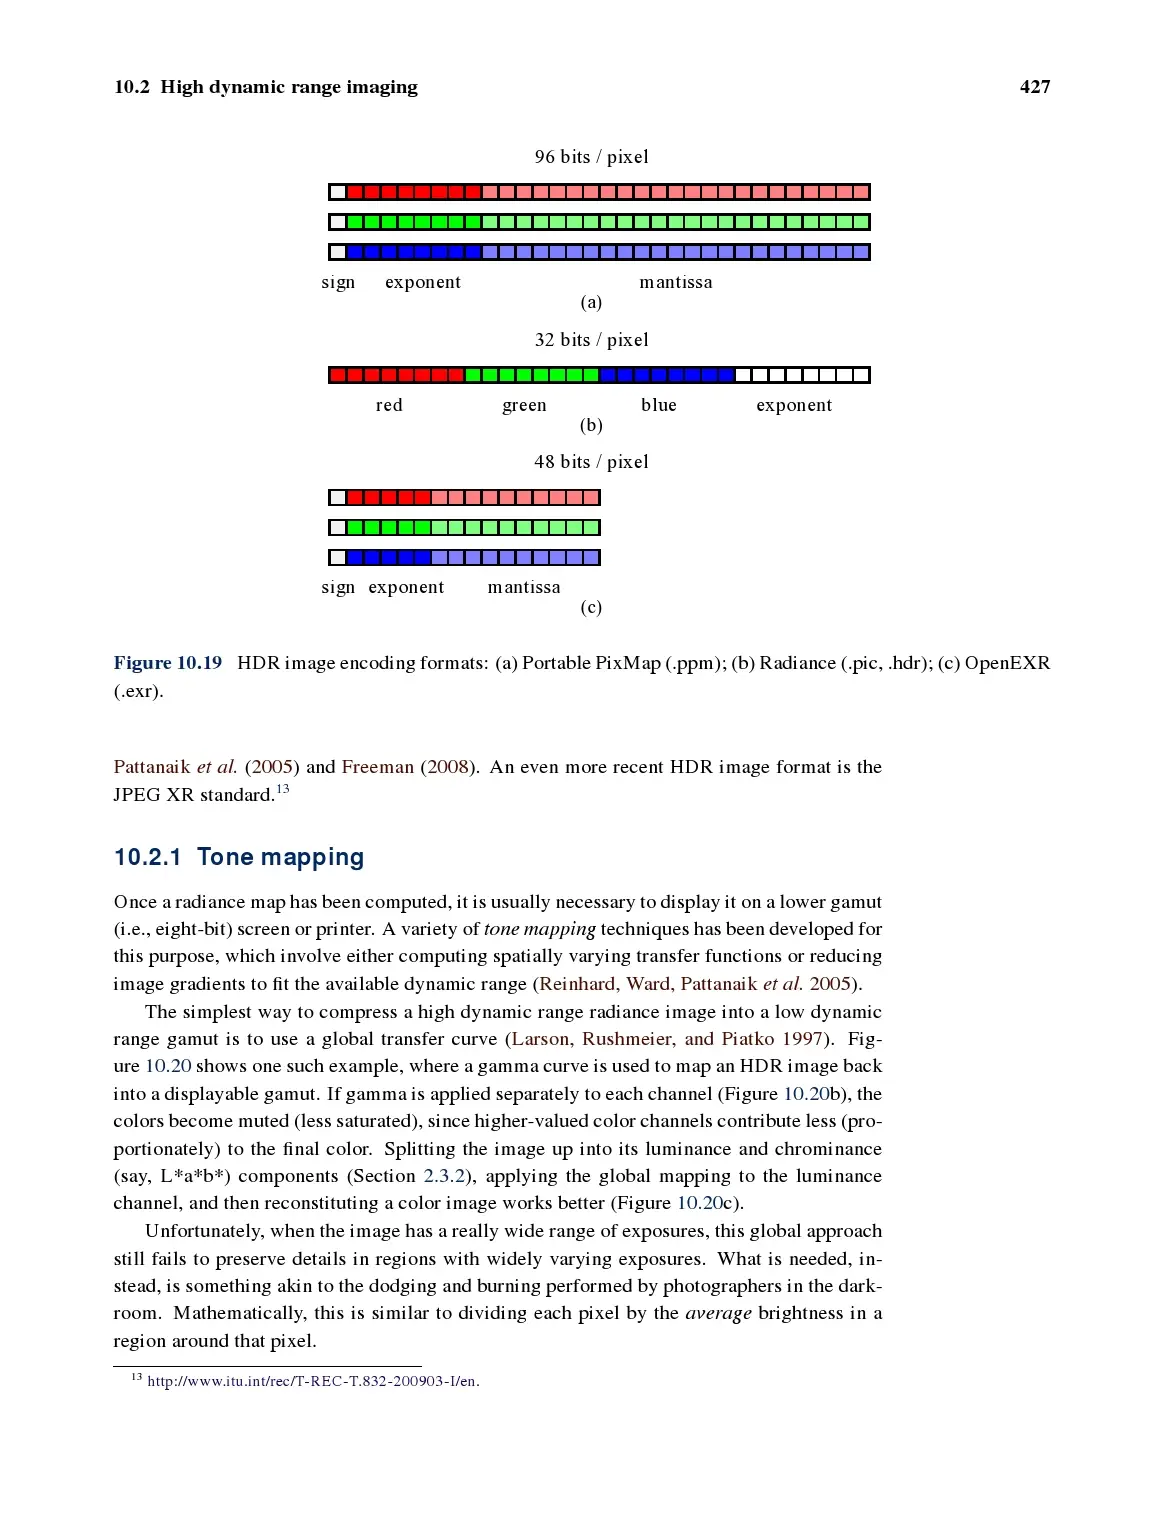 10.2 High dynamic range imaging 427
96 bits / pixel
sign exponent mantissa
(a)
32 bits / pixel
red green blue exponent
(b)
48 bits / pixel
sign exponent mantissa
(c)
Figure 10.19 HDR image encoding formats: (a) Portable PixMap (.ppm); (b) Radiance (.pic, .hdr); (c) OpenEXR
(.exr).
Pattanaik et al. (2005) and Freeman (2008). An even more recent HDR image format is the
JPEG XR standard.13
10.2.1 Tone mapping
Once a radiance map has been computed, it is usually necessary to display it on a lower gamut
(i.e., eight-bit) screen or printer. A variety of tone mapping techniques has been developed for
this purpose, which involve either computing spatially varying transfer functions or reducing
image gradients to fit the available dynamic range (Reinhard, Ward, Pattanaik et al. 2005).
The simplest way to compress a high dynamic range radiance image into a low dynamic
range gamut is to use a global transfer curve (Larson, Rushmeier, and Piatko 1997). Fig-
ure 10.20 shows one such example, where a gamma curve is used to map an HDR image back
into a displayable gamut. If gamma is applied separately to each channel (Figure 10.20b), the
colors become muted (less saturated), since higher-valued color channels contribute less (pro-
portionately) to the final color. Splitting the image up into its luminance and chrominance
(say, L*a*b*) components (Section 2.3.2), applying the global mapping to the luminance
channel, and then reconstituting a color image works better (Figure 10.20c).
Unfortunately, when the image has a really wide range of exposures, this global approach
still fails to preserve details in regions with widely varying exposures. What is needed, in-
stead, is something akin to the dodging and burning performed by photographers in the dark-
room. Mathematically, this is similar to dividing each pixel by the average brightness in a
region around that pixel.
13 http://www.itu.int/rec/T-REC-T.832-200903-I/en.